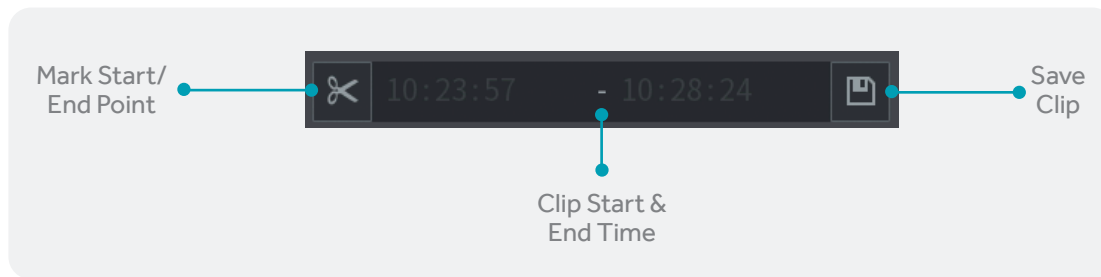 Mark Start/
End Point
10:23:57 - 10:28:24
Save
Clip
Clip Start &
End Time